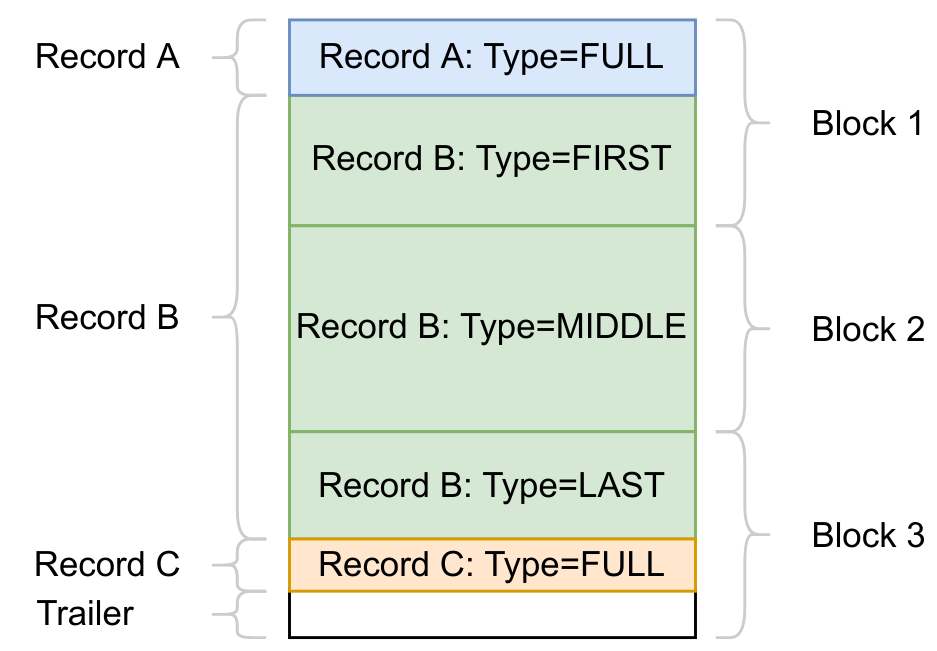 Record A
Record A: Type=FULL
Block 1
Record B: Type=FIRST
Record B
Record B: Type=MIDDLE
Block 2
Record B: Type=LAST
Block 3
Record C
Record C: Type=FULL
Trailer